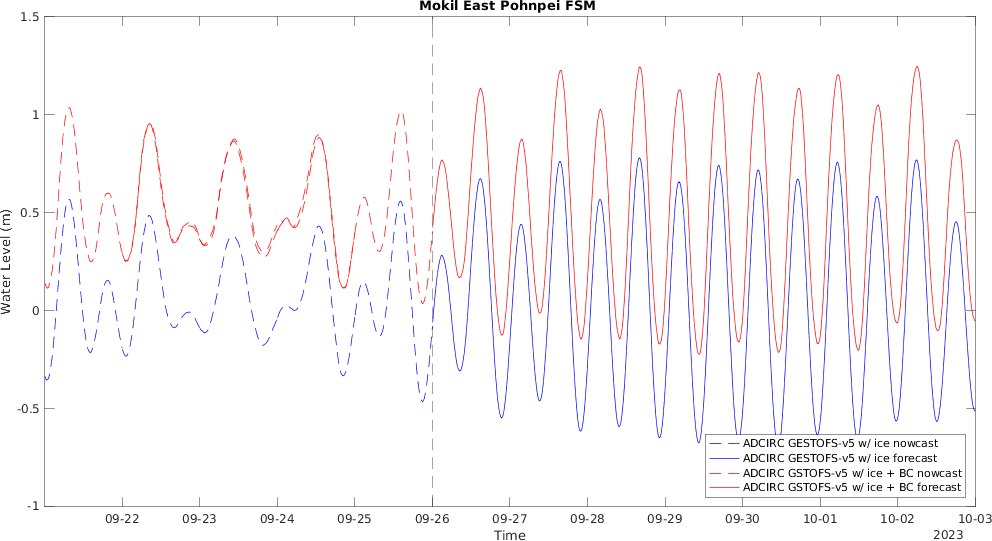 Mokil East Pohnpei FSM
1.5
1
0.5
0
-0.5
-1
Water Level (m)
ADCIRC GESTOFS-v5 w/ ice nowcast
ADCIRC GESTOFS-v5 w/ ice forecast
ADCIRC GSTOFS-v5 w/ ice + BC nowcast
ADCIRC GSTOFS-v5 w/ ice + BC forecast
09-22 09-23 09-24 09-25 09-26 09-27 09-28 09-29 09-30 10-01 10-02 10-03
Time
2023